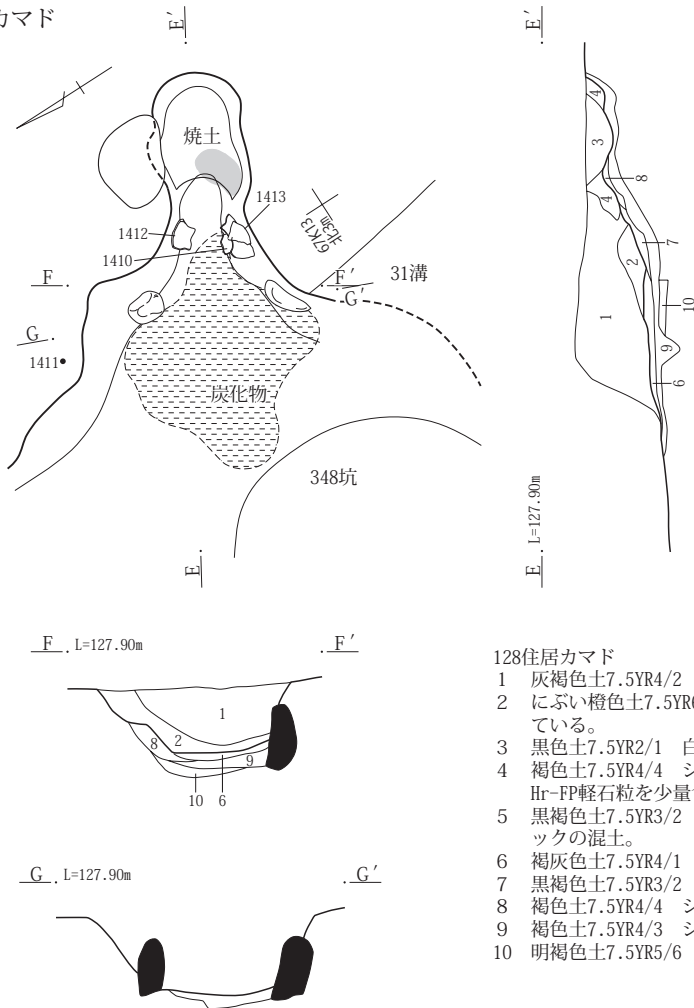 カマド
E′
E′
焼土
1413
1412
1410
67K13
北3m
31溝
F
F′
G′
G
1411
炭化物
348坑
E
4
3
8
4
7
2
10
1
9
6
E L=127.90m
F L=127.90m
F′
1
8
2
9
10
6
G L=127.90m
G′
128住居カマド
1 灰褐色土7.5YR4/2
2 にぶい橙色土7.5YR6
ている。
3 黒色土7.5YR2/1 白
4 褐色土7.5YR4/4 シ
Hr-FP軽石粒を少量
5 黒褐色土7.5YR3/2
ックの混土。
6 褐灰色土7.5YR4/1
7 黒褐色土7.5YR3/2
8 褐色土7.5YR4/4 シ
9 褐色土7.5YR4/3 シ
10 明褐色土7.5YR5/6